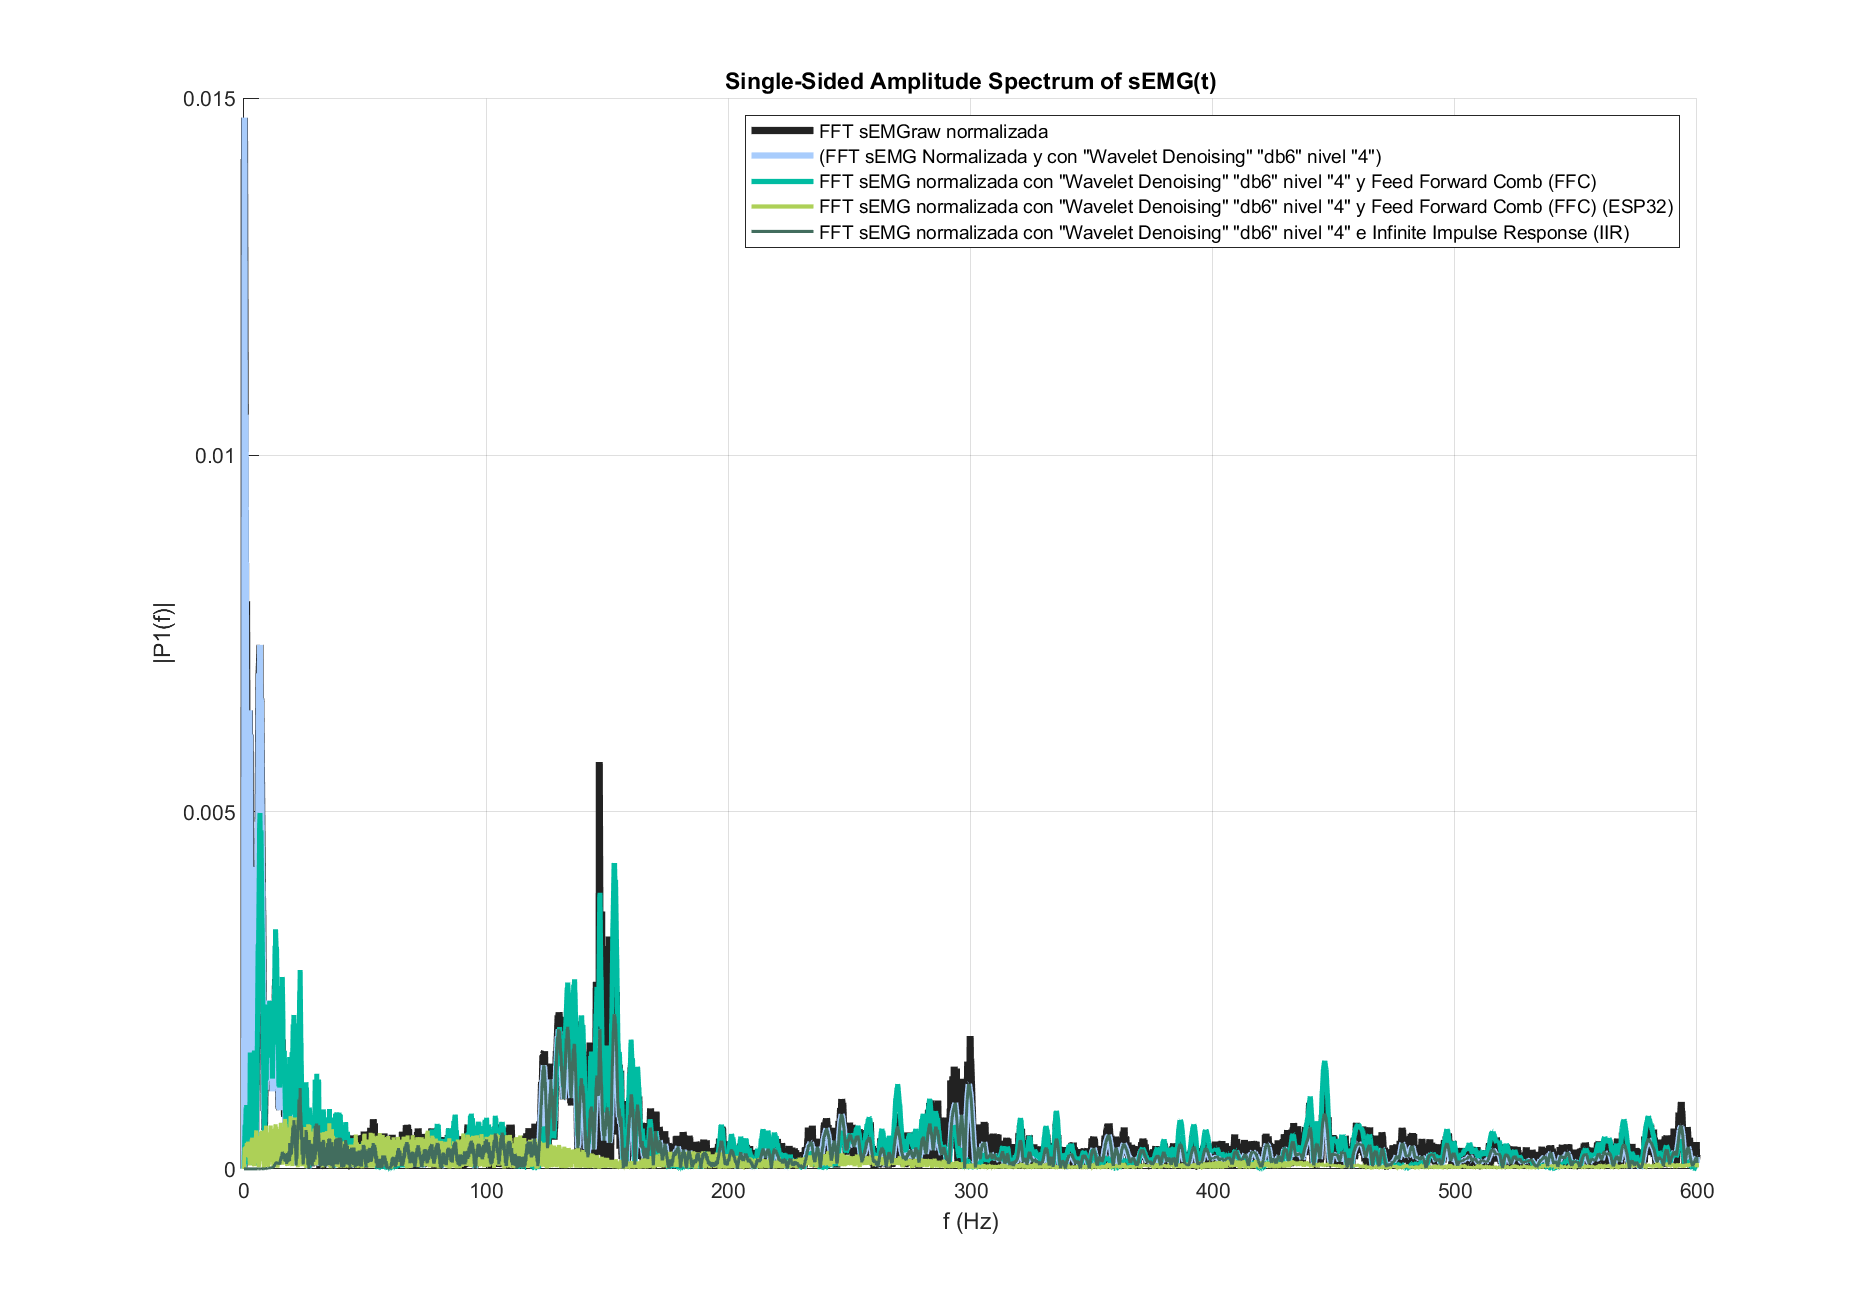 Single-Sided Amplitude Spectrum of sEMG(t)
0.015
FFT sEMGraw normalizada
(FFT sEMG Normalizada y con "Wavelet Denoising" "db6" nivel "4")
FFT sEMG normalizada con "Wavelet Denoising" "db6" nivel "4" y Feed Forward Comb (FFC)
FFT sEMG normalizada con "Wavelet Denoising" "db6" nivel "4" y Feed Forward Comb (FFC) (ESP32)
FFT sEMG normalizada con "Wavelet Denoising" "db6" nivel "4" e Infinite Impulse Response (IIR)
0.01
|P1(f)|
0.005
0
0 100 200 300 400 500 600
f (Hz)